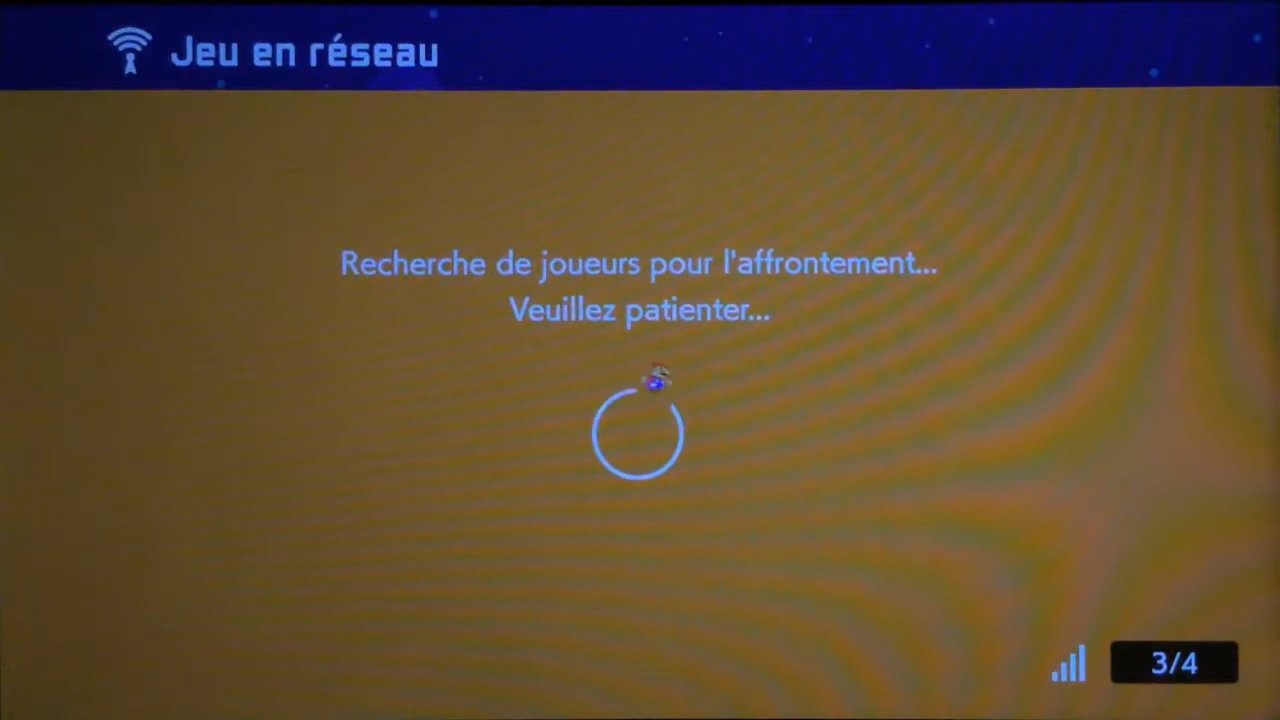 Jeu en réseau
Recherche de joueurs pour l'affrontement...
Veuillez patienter...
3/4